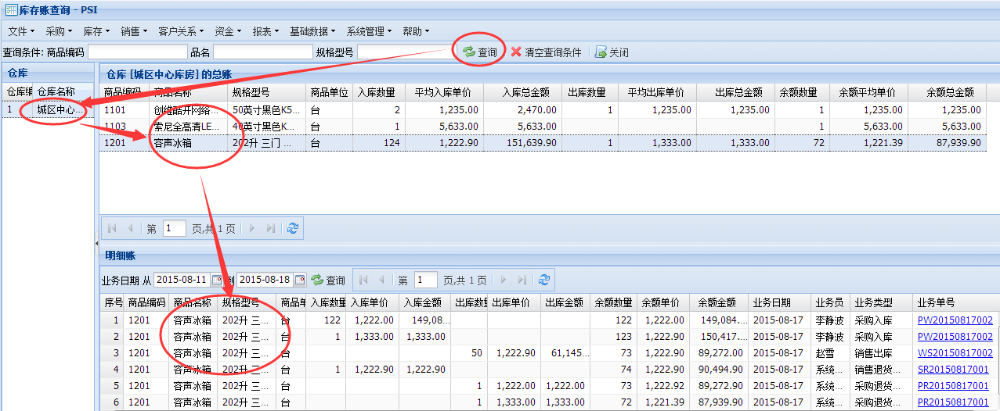 库存账查询 - PSI
文件 采购 库存 销售 客户关系 资金 报表 基础数据 系统管理 帮助
查询条件: 商品编码 品名 规格型号 查询 清空查询条件 关闭
仓库
仓库编 仓库名称
1 城区中心...
仓库 [城区中心库房] 的总账
商品编码 商品名称 规格型号 商品单位 入库数量 平均入库单价 入库总金额 出库数量 平均出库单价 出库总金额 余额数量 余额平均单价 余额总金额
1101 创维酷开网络... 50英寸黑色K5... 台 2 1,235.00 2,470.00 1 1,235.00 1,235.00 1 1,235.00 1,235.00
1103 索尼全高清LE... 46英寸黑色K... 台 1 5,633.00 5,633.00 1 5,633.00 5,633.00
1201 容声冰箱 202升 三门 ... 台 124 1,222.90 151,639.90 1 1,333.00 1,333.00 72 1,221.39 87,939.90
第 1 页,共 1 页
明细账
业务日期 从 2015-08-11 到 2015-08-18 查询 第 1 页,共 1 页
序号 商品编码 商品名称 规格型号 商品单 入库数量 入库单价 入库金额 出库数量 出库单价 出库金额 余额数量 余额单价 余额金额 业务日期 业务员 业务类型 业务单号
1 1201 容声冰箱 202升 三... 台 122 1,222.00 149,08... 122 1,222.00 149,084.... 2015-08-17 李静波 采购入库 PW20150817002
2 1201 容声冰箱 202升 三... 台 1 1,333.00 1,333.00 123 1,222.90 150,417.... 2015-08-17 李静波 采购入库 PW20150817002
3 1201 容声冰箱 202升 三... 台 50 1,222.90 61,145... 73 1,222.90 89,272.00 2015-08-17 赵雪 销售出库 WS20150817002
4 1201 容声冰箱 202升 三... 台 1 1,222.90 1,222.90 74 1,222.90 90,494.90 2015-08-17 系统... 销售退货... SR20150817001
5 1201 容声冰箱 202升 三... 台 1 1,222.00 1,222.00 73 1,222.92 89,272.90 2015-08-17 系统... 采购退货... PR20150817001
6 1201 容声冰箱 202升 三... 台 1 1,333.00 1,333.00 72 1,221.39 87,939.90 2015-08-17 系统... 采购退货... PR20150817001